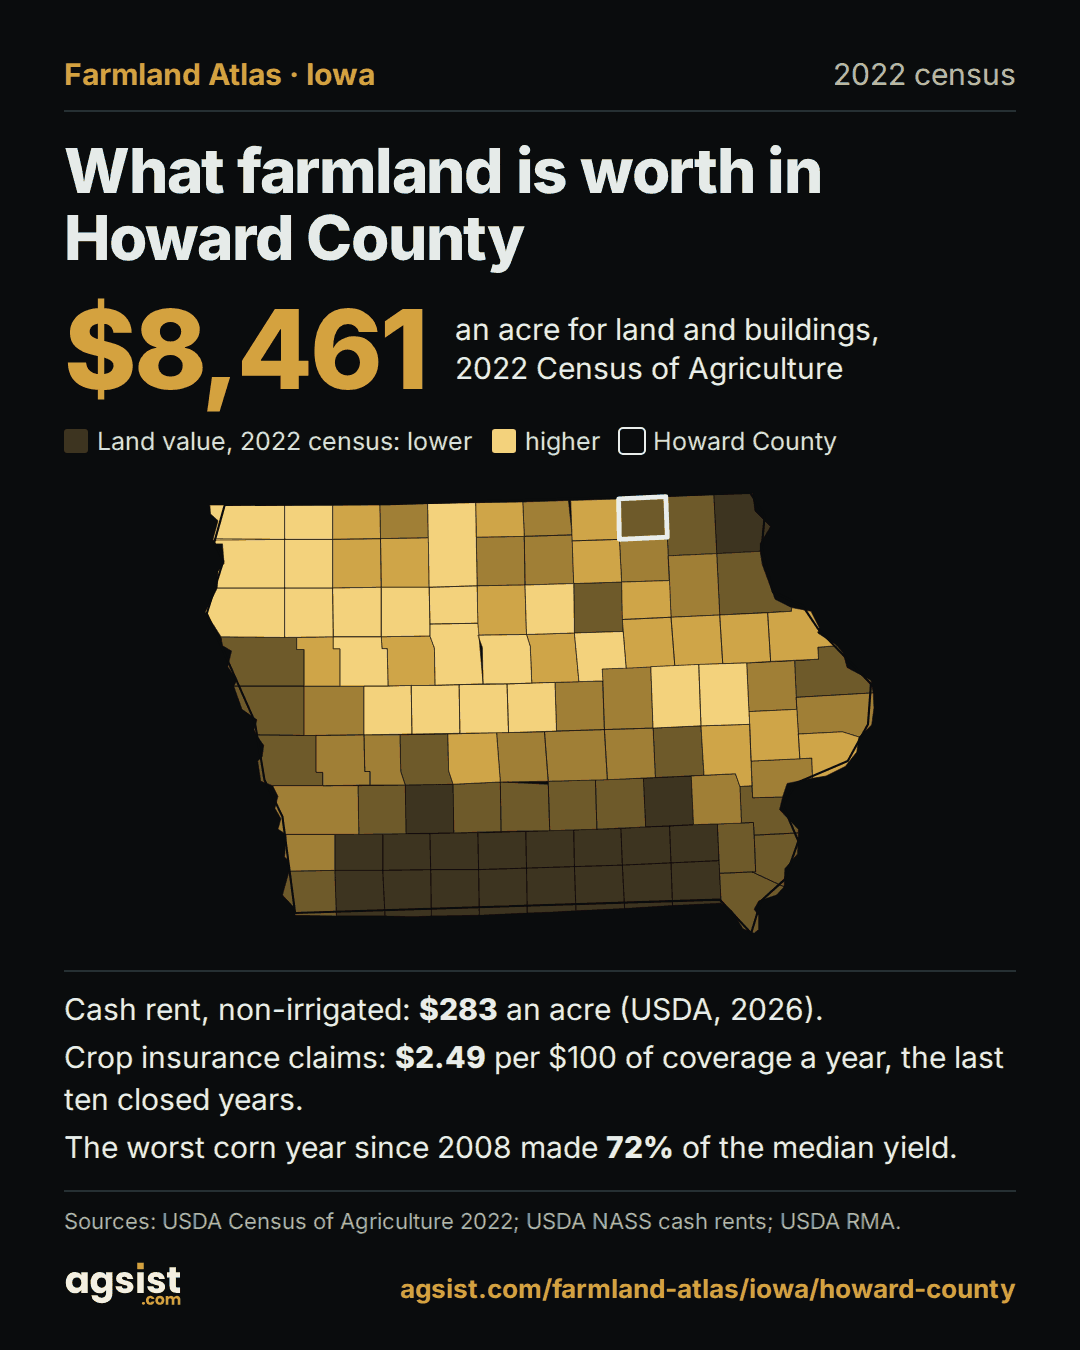 Farmland Atlas · Iowa
2022 census
What farmland is worth in
Howard County
$8,461
an acre for land and buildings,
2022 Census of Agriculture
Land value, 2022 census: lower
higher
Howard County
Cash rent, non-irrigated: $283 an acre (USDA, 2026).
Crop insurance claims: $2.49 per $100 of coverage a year, the last
ten closed years.
The worst corn year since 2008 made 72% of the median yield.
Sources: USDA Census of Agriculture 2022; USDA NASS cash rents; USDA RMA.
agsist
.com
agsist.com/farmland-atlas/iowa/howard-county